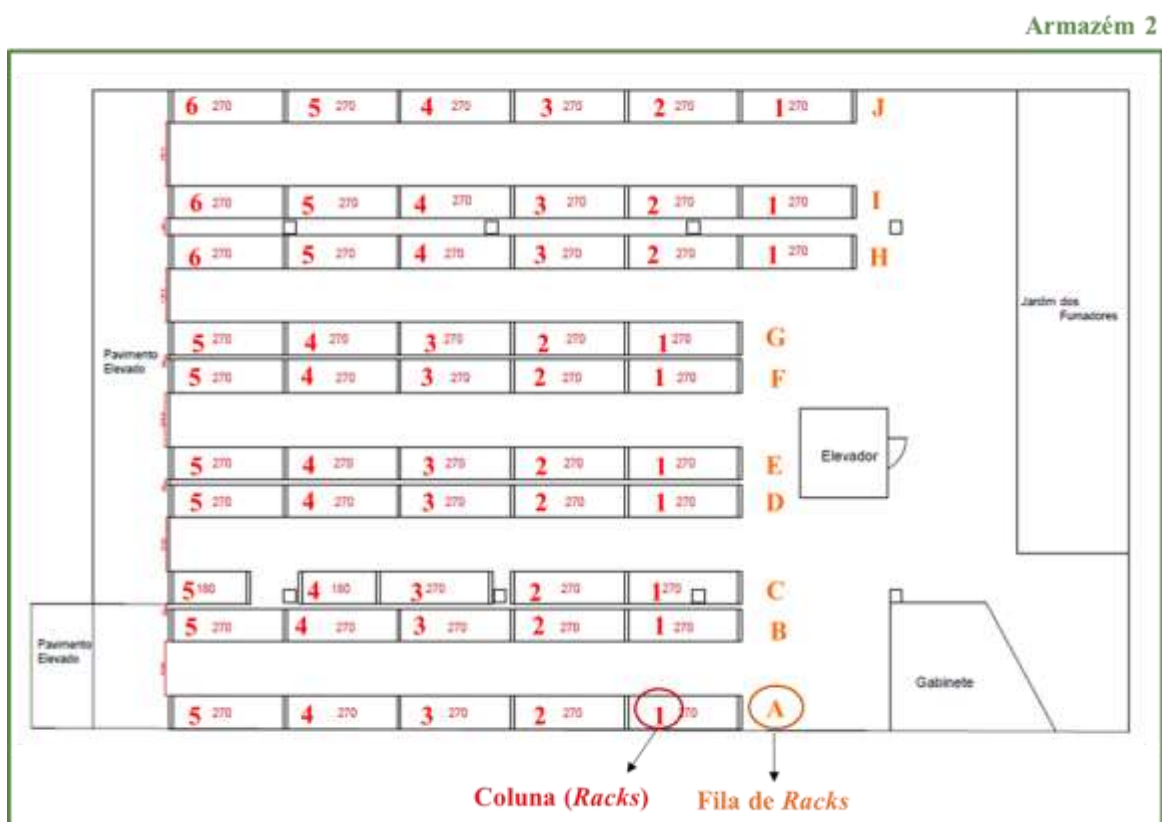 Armazém 2
6 270 5 270 4 270 3 270 2 270 1 270 J
6 270 5 270 4 270 3 270 2 270 1 270 I
6 270 5 270 4 270 3 270 2 270 1 270 H
Jardim dos
Fumadores
5 270 4 270 3 270 2 270 1 270 G
Pavimento
Elevado
5 270 4 270 3 270 2 270 1 270 F
5 270 4 270 3 270 2 270 1 270 E
Elevador
5 270 4 270 3 270 2 270 1 270 D
5 180 4 180 3 270 2 270 1 270 C
5 270 4 270 3 270 2 270 1 270 B
Pavimento
Elevado
Gabinete
5 270 4 270 3 270 2 270 1 270 A
Coluna (Racks)
Fila de Racks